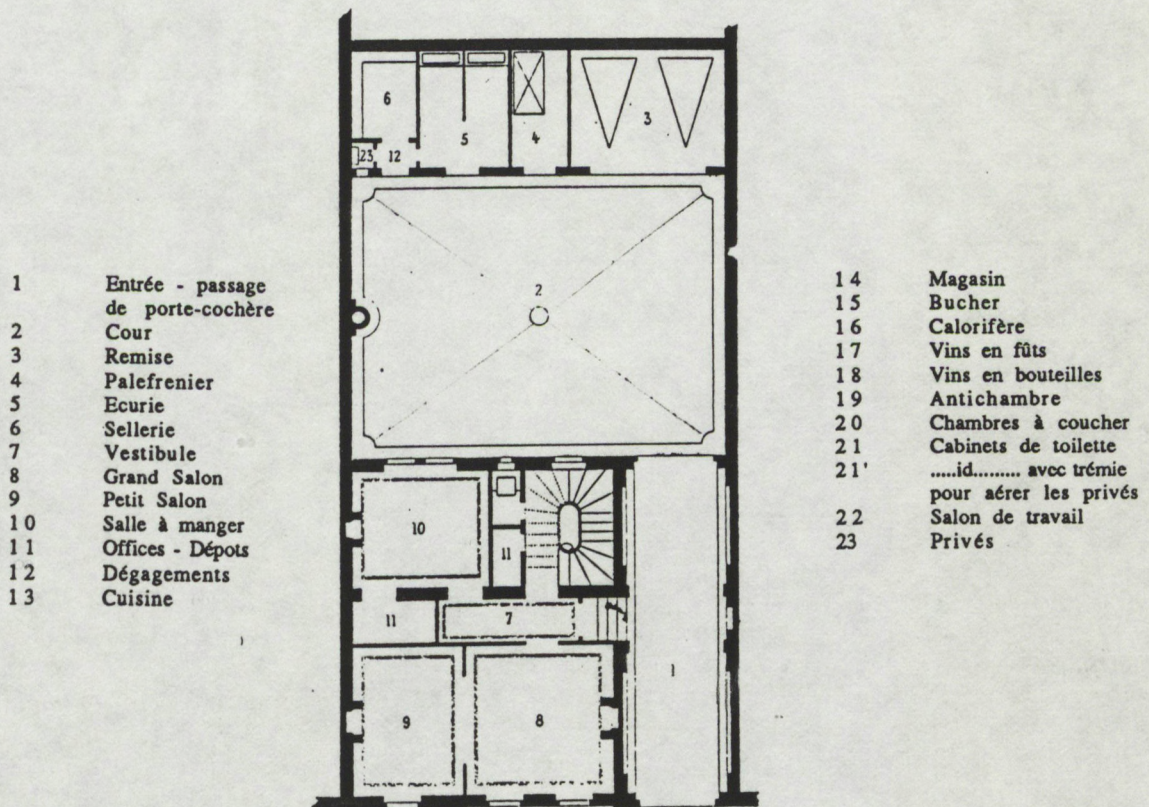 1 Entrée - passage
de porte-cochère
2 Cour
3 Remise
4 Palefrenier
5 Ecurie
6 Sellerie
7 Vestibule
8 Grand Salon
9 Petit Salon
10 Salle à manger
11 Offices - Dépots
12 Dégagements
13 Cuisine
6
5
4
3
23
12
2
10
11
11
7
1
9
8
14 Magasin
15 Bucher
16 Calorifère
17 Vins en fûts
18 Vins en bouteilles
19 Antichambre
20 Chambres à coucher
21 Cabinets de toilette
21' .....id......... avec trémie
pour aérer les privés
22 Salon de travail
23 Privés